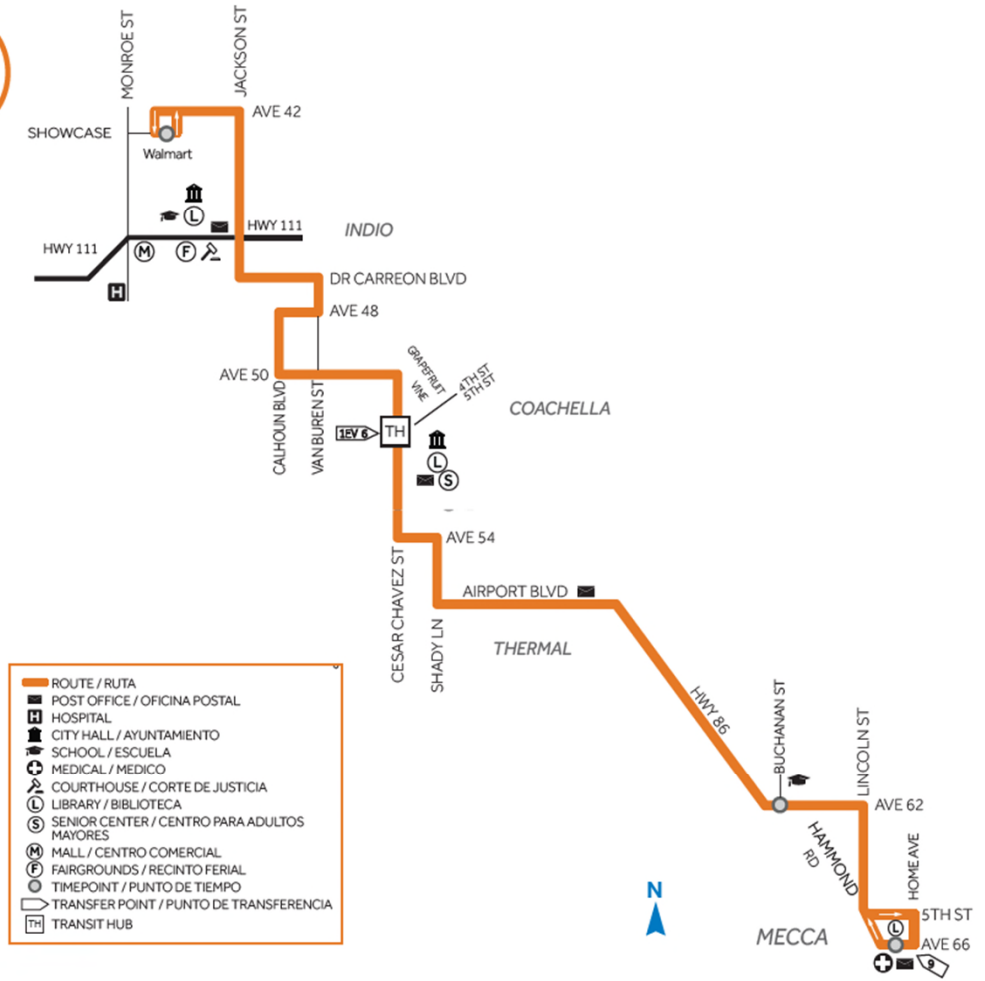 MONROE ST
JACKSON ST
AVE 42
SHOWCASE
Walmart
L
HWY 111
INDIO
HWY 111
M
F
H
DR CARREON BLVD
AVE 48
AVE 50
CALHOUN BLVD
VAN BUREN ST
GRAPEFRUIT
VINE
4TH ST
5TH ST
COACHELLA
1EV 6
TH
L
S
AVE 54
CESAR CHAVEZ ST
SHADY LN
AIRPORT BLVD
THERMAL
HWY 86
BUCHANAN ST
LINCOLN ST
AVE 62
HAMMOND
RD
HOME AVE
5TH ST
L
AVE 66
9
MECCA
N
ROUTE / RUTA
POST OFFICE / OFICINA POSTAL
H HOSPITAL
CITY HALL / AYUNTAMIENTO
SCHOOL / ESCUELA
MEDICAL / MEDICO
COURTHOUSE / CORTE DE JUSTICIA
L LIBRARY / BIBLIOTECA
S SENIOR CENTER / CENTRO PARA ADULTOS
MAYORES
M MALL / CENTRO COMERCIAL
F FAIRGROUNDS / RECINTO FERIAL
TIMEPOINT / PUNTO DE TIEMPO
TRANSFER POINT / PUNTO DE TRANSFERENCIA
TH TRANSIT HUB